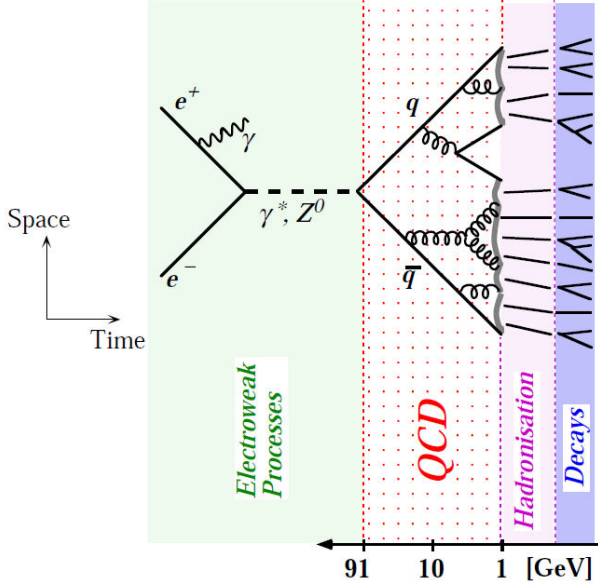 e⁺
γ
q
Space
γ*, Z⁰
e⁻
q̄
Time
Electroweak
Processes
QCD
Hadronisation
Decays
91 10 1 [GeV]